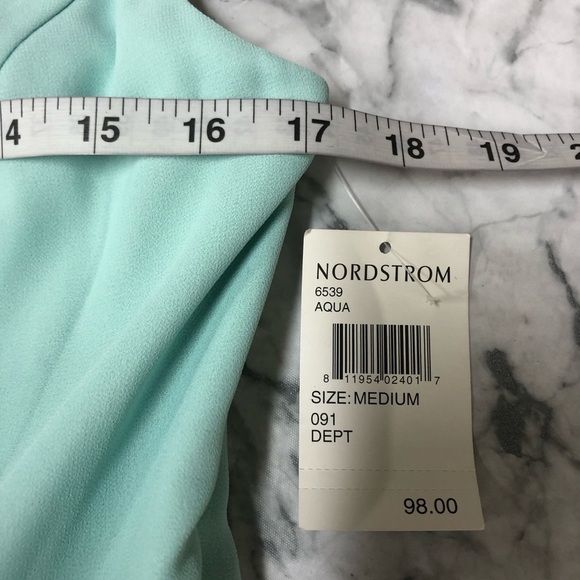 4 15 16 17 18 19 2
NORDSTROM
6539
AQUA
8 11954 02401 7
SIZE: MEDIUM
091
DEPT
98.00